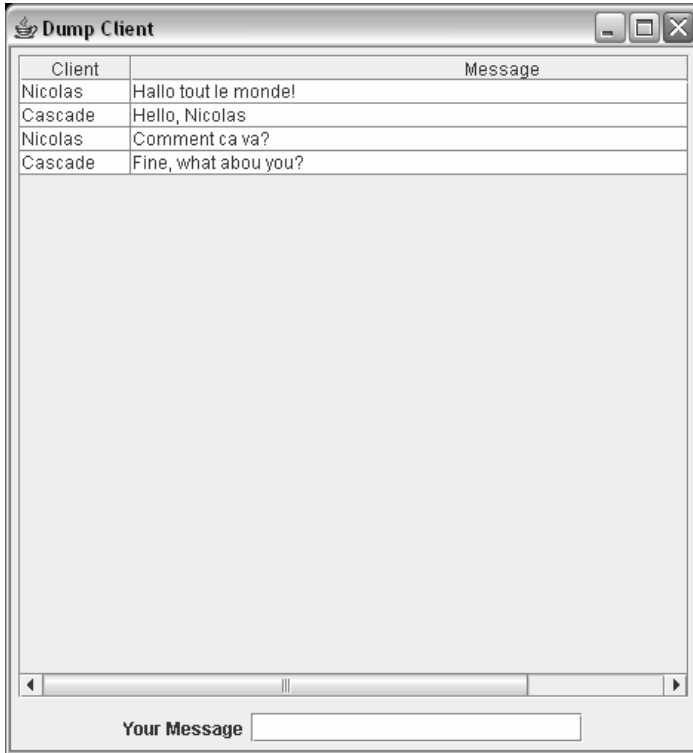 Dump Client
Client Message
Nicolas Hallo tout le monde!
Cascade Hello, Nicolas
Nicolas Comment ca va?
Cascade Fine, what abou you?
Your Message